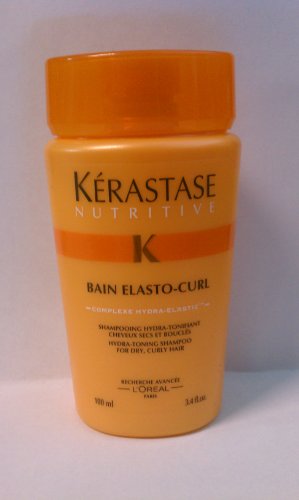 KÉRASTASE
NUTRITIVE
K
BAIN ELASTO-CURL
COMPLEXE HYDRA-ELASTIC™
SHAMPOOING HYDRA-TONIFIANT
CHEVEUX SECS ET BOUCLÉS
HYDRA-TONING SHAMPOO
FOR DRY, CURLY HAIR
RECHERCHE AVANCÉE
L'ORÉAL
PARIS
100 ml 3.4 fl.oz.